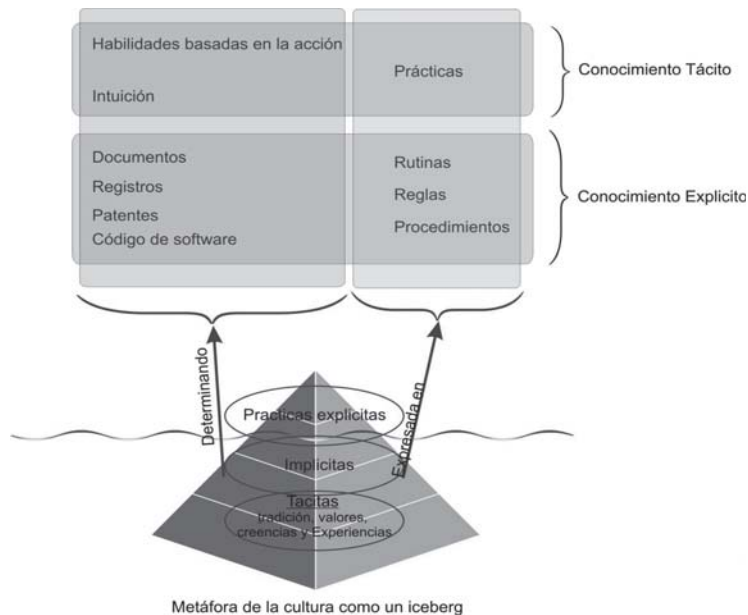 Habilidades basadas en la acción
Intuición
Prácticas
Conocimiento Tácito
Documentos
Registros
Patentes
Código de software
Rutinas
Reglas
Procedimientos
Conocimiento Explicito
Determinando
Expresada en
Practicas explicitas
Implicitas
Tacitas
tradición, valores,
creencias y Experiencias
Metáfora de la cultura como un iceberg